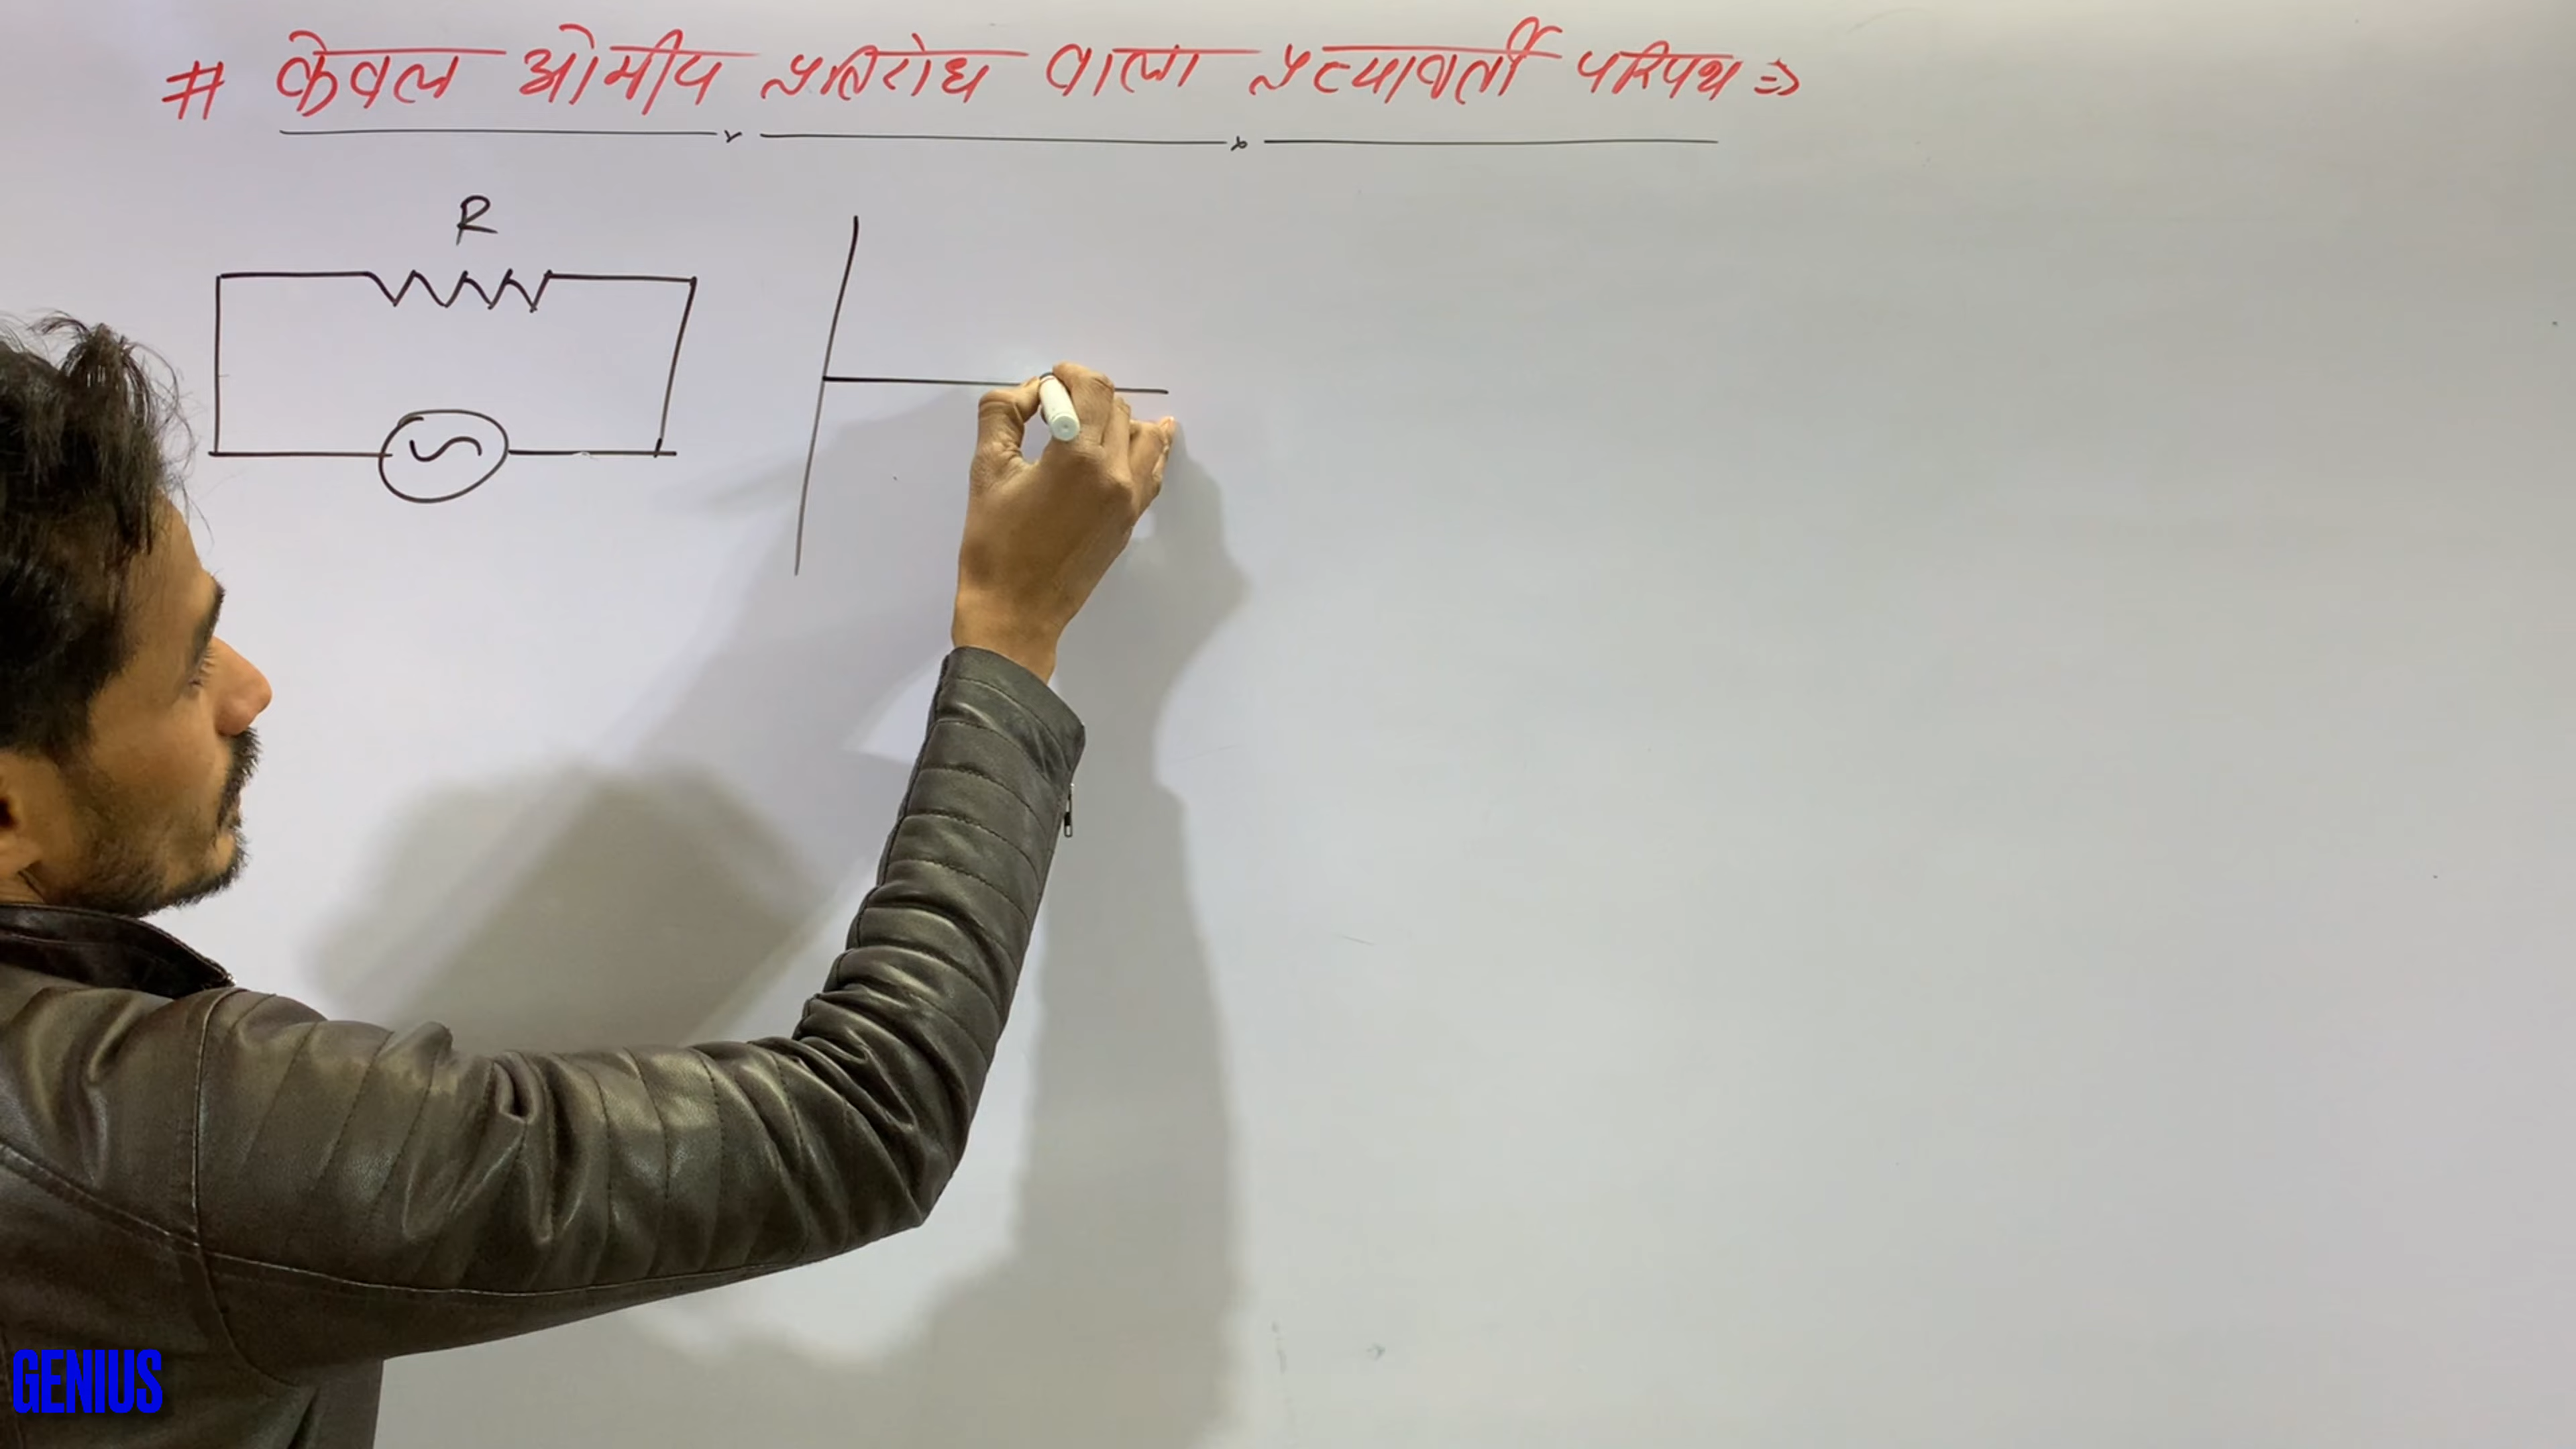 # केवल ओमीय प्रतिरोध वाला प्रत्यावर्ती परिपथ ⇒
R
GENIUS